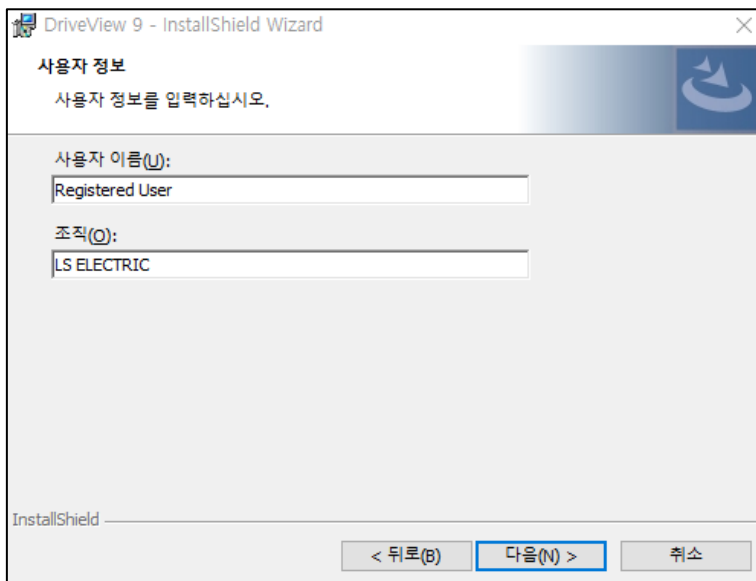 DriveView 9 - InstallShield Wizard
사용자 정보
사용자 정보를 입력하십시오.
사용자 이름(U):
Registered User
조직(O):
LS ELECTRIC
InstallShield
< 뒤로(B)
다음(N) >
취소